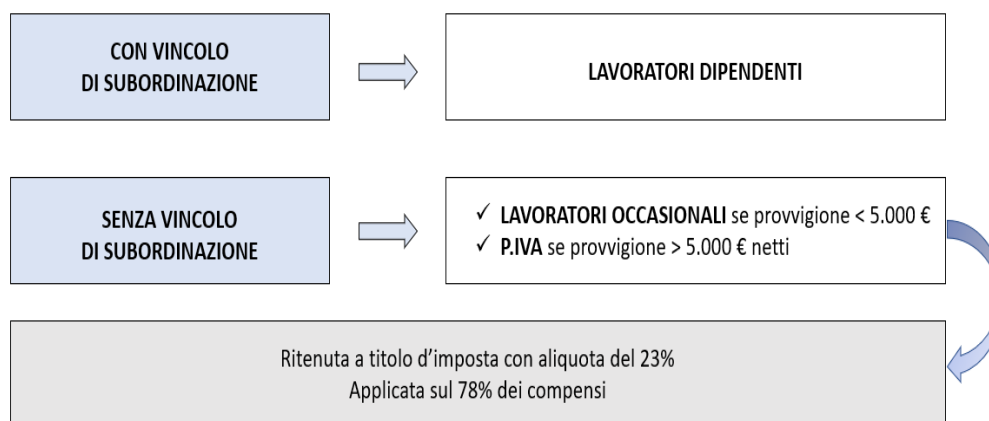 CON VINCOLO
DI SUBORDINAZIONE
LAVORATORI DIPENDENTI
SENZA VINCOLO
DI SUBORDINAZIONE
✓ LAVORATORI OCCASIONALI se provvigione < 5.000 €
✓ P.IVA se provvigione > 5.000 € netti
Ritenuta a titolo d’imposta con aliquota del 23%
Applicata sul 78% dei compensi